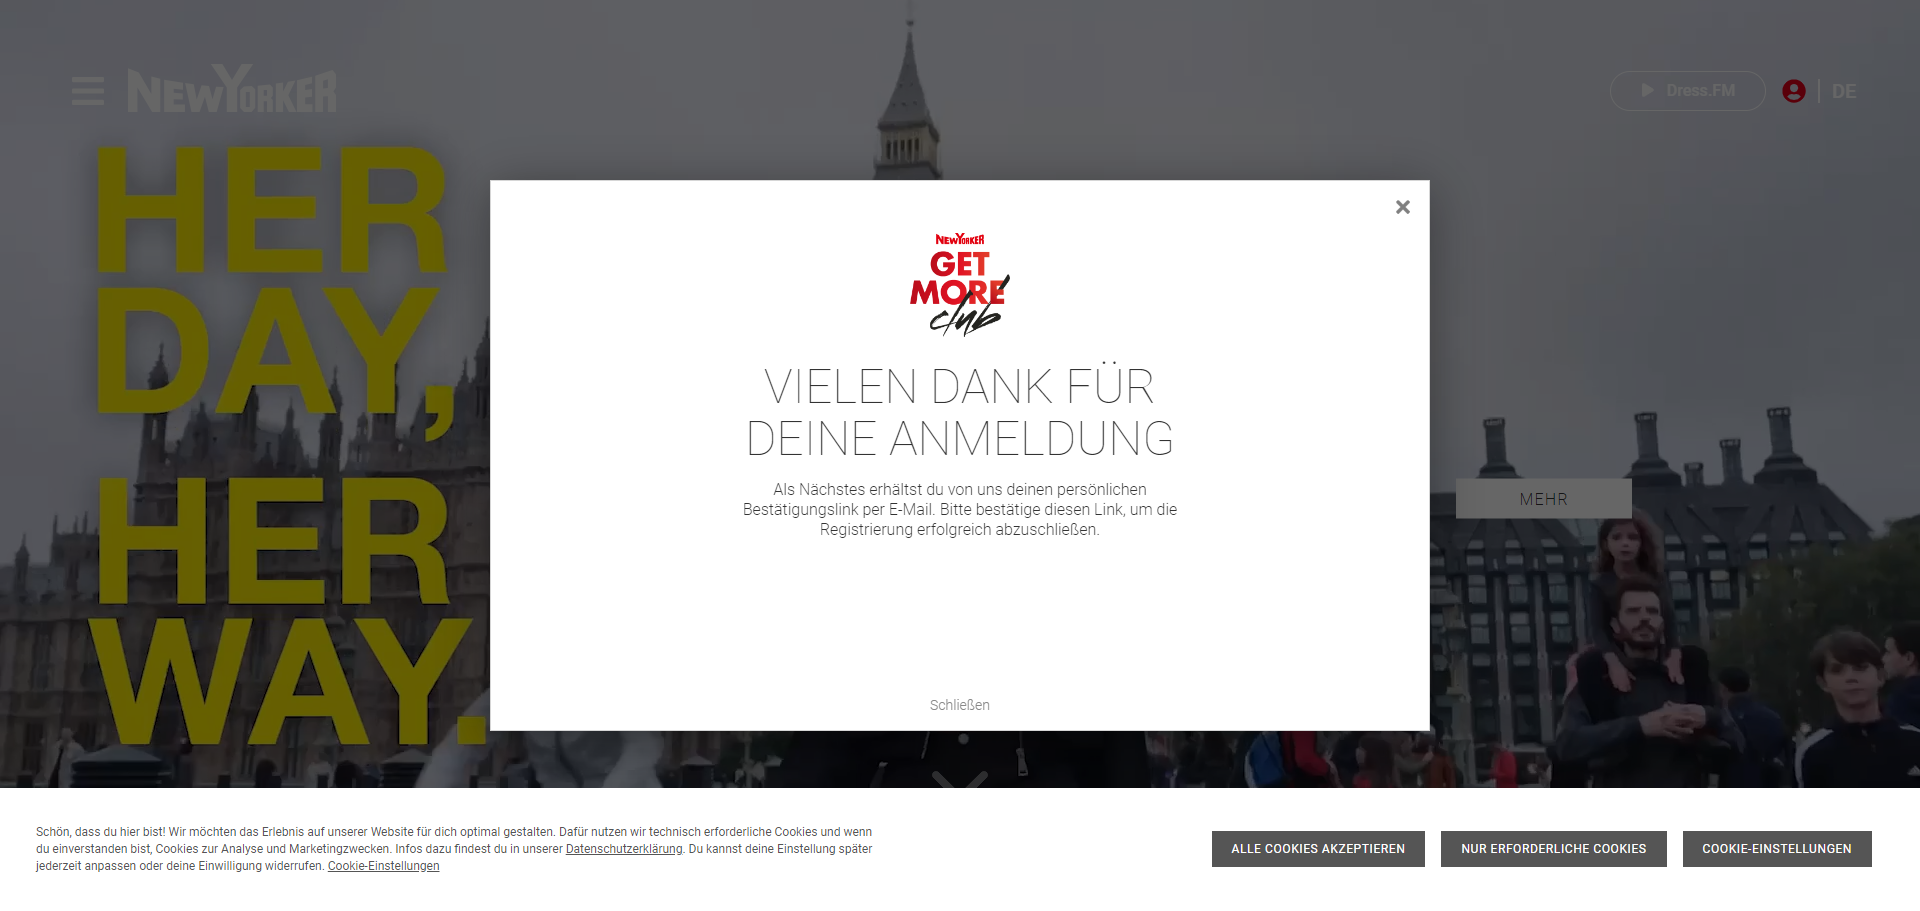 NEWYORKER
Dress.FM
DE
HER
DAY,
HER
WAY.
NEWYORKER
GET
MORE
club
VIELEN DANK FÜR
DEINE ANMELDUNG
Als Nächstes erhältst du von uns deinen persönlichen
Bestätigungslink per E-Mail. Bitte bestätige diesen Link, um die
Registrierung erfolgreich abzuschließen.
Schließen
MEHR
Schön, dass du hier bist! Wir möchten das Erlebnis auf unserer Website für dich optimal gestalten. Dafür nutzen wir technisch erforderliche Cookies und wenn
du einverstanden bist, Cookies zur Analyse und Marketingzwecken. Infos dazu findest du in unserer Datenschutzerklärung. Du kannst deine Einstellung später
jederzeit anpassen oder deine Einwilligung widerrufen. Cookie-Einstellungen
ALLE COOKIES AKZEPTIEREN
NUR ERFORDERLICHE COOKIES
COOKIE-EINSTELLUNGEN